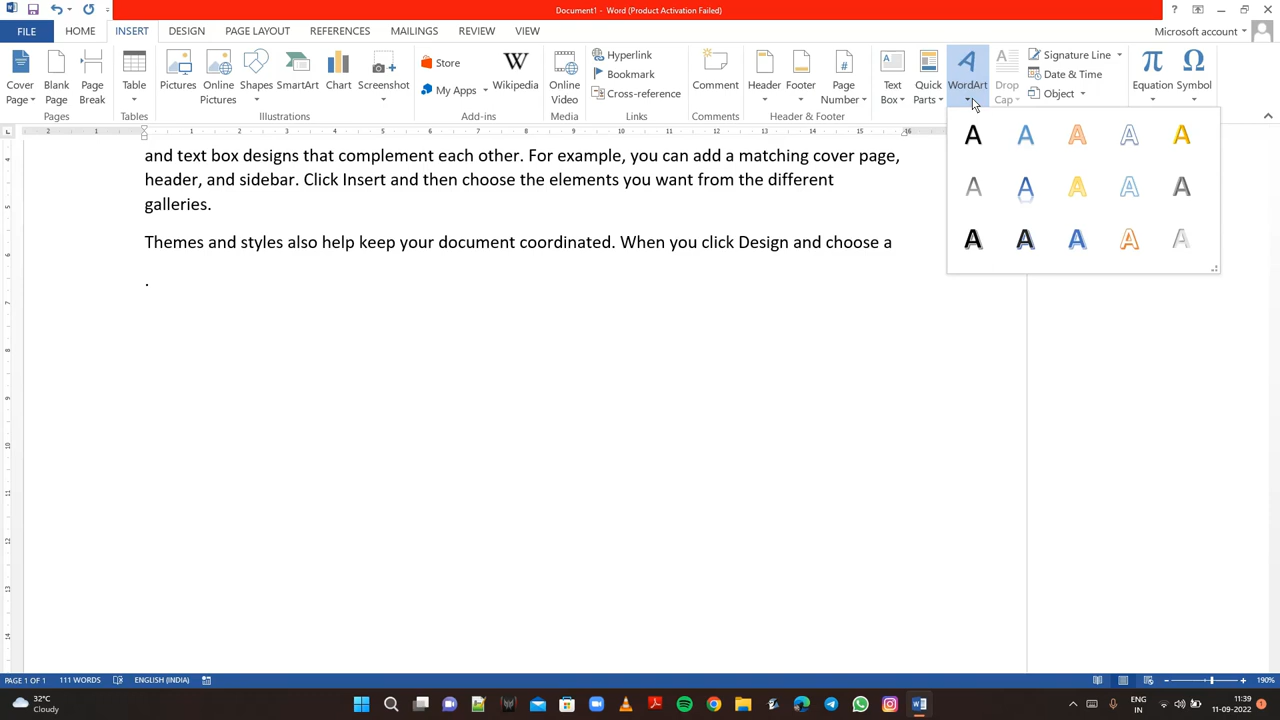 Document1 - Word (Product Activation Failed)
FILE HOME INSERT DESIGN PAGE LAYOUT REFERENCES MAILINGS REVIEW VIEW Microsoft account
Cover Page
Blank Page
Page Break
Table
Pictures
Online Pictures
Shapes
SmartArt
Chart
Screenshot
Store
My Apps
Wikipedia
Online Video
Hyperlink
Bookmark
Cross-reference
Comment
Header
Footer
Page Number
Text Box
Quick Parts
WordArt
Drop Cap
Signature Line
Date & Time
Object
Equation
Symbol
Pages Tables Illustrations Add-ins Media Links Comments Header & Footer
A A A A A
A A A A A
A A A A A
and text box designs that complement each other. For example, you can add a matching cover page,
header, and sidebar. Click Insert and then choose the elements you want from the different
galleries.
Themes and styles also help keep your document coordinated. When you click Design and choose a
.
PAGE 1 OF 1 111 WORDS ENGLISH (INDIA) 190%
32°C
Cloudy
ENG
IN
11:39
11-09-2022